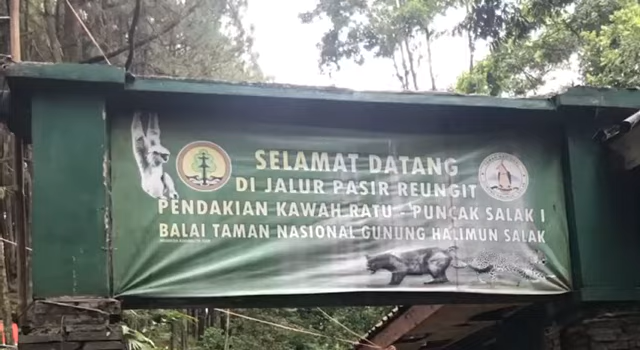 SELAMAT DATANG
DI JALUR PASIR REUNGIT
PENDAKIAN KAWAH RATU - PUNCAK SALAK I
BALAI TAMAN NASIONAL GUNUNG HALIMUN SALAK